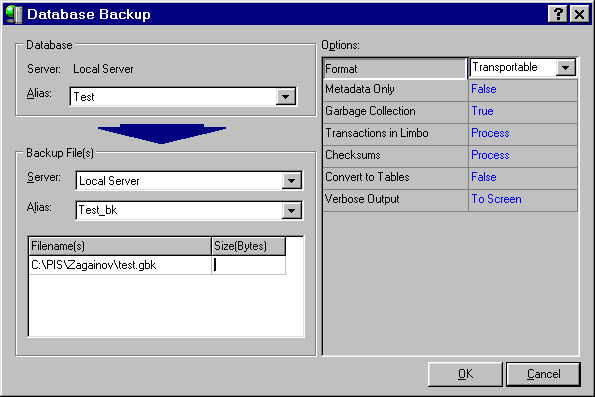 Database Backup
Database
Server: Local Server
Alias: Test
Backup File(s)
Server: Local Server
Alias: Test_bk
Filename(s) Size(Bytes)
C:\PIS\Zagainov\test.gbk
Options:
Format Transportable
Metadata Only False
Garbage Collection True
Transactions in Limbo Process
Checksums Process
Convert to Tables False
Verbose Output To Screen
OK Cancel